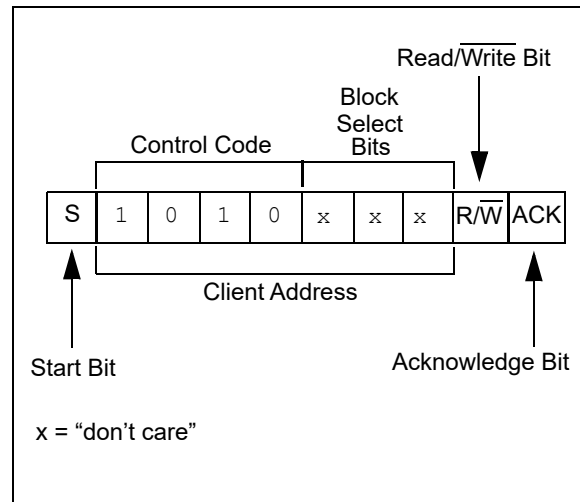 Read/Write Bit
Block
Select
Bits
Control Code
S 1 0 1 0 x x x R/W ACK
Client Address
Start Bit
Acknowledge Bit
x = “don’t care”